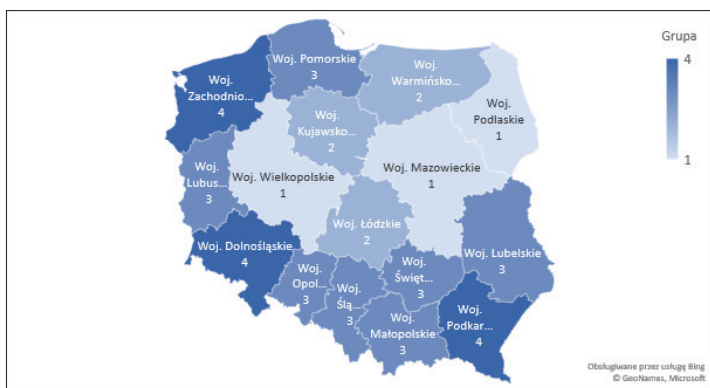 Grupa
4
1
Woj. Pomorskie
3
Woj.
Warmińsko ...
2
Woj.
Zachodnio ...
4
Woj.
Podlaskie
1
Woj.
Kujawsko ...
2
Woj. Wielkopolskie
1
Woj. Mazowieckie
1
Woj.
Lubus ...
3
Woj. Łódzkie
2
Woj. Dolnośląskie
4
Woj. Lubelskie
3
Woj.
Opol ...
3
Woj.
Ślą ...
3
Woj.
Święt ...
3
Woj.
Małopolskie
3
Woj.
Podkar ...
4
Obsługiwane przez usługę Bing
© GeoNames, Microsoft